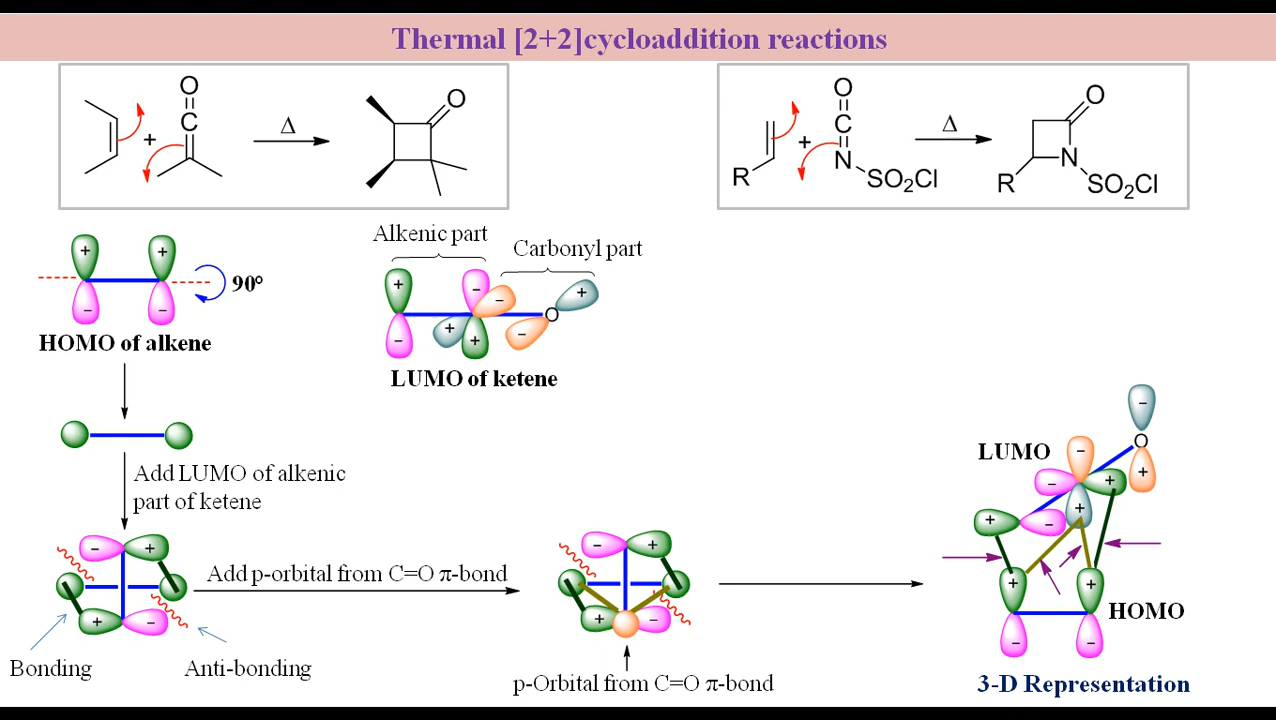 Thermal [2+2]cycloaddition reactions
O
C
+
Δ
O
O
C
N
R
+
SO2Cl
Δ
O
N
R
SO2Cl
Alkenic part
Carbonyl part
+ +
- -
90°
HOMO of alkene
+ - - +
- + + -
O
LUMO of ketene
Add LUMO of alkenic
part of ketene
- +
+ -
Add p-orbital from C=O π-bond
Bonding
Anti-bonding
- +
+ -
p-Orbital from C=O π-bond
-
O
LUMO
-
- +
+
+ - +
+ +
HOMO
- -
3-D Representation